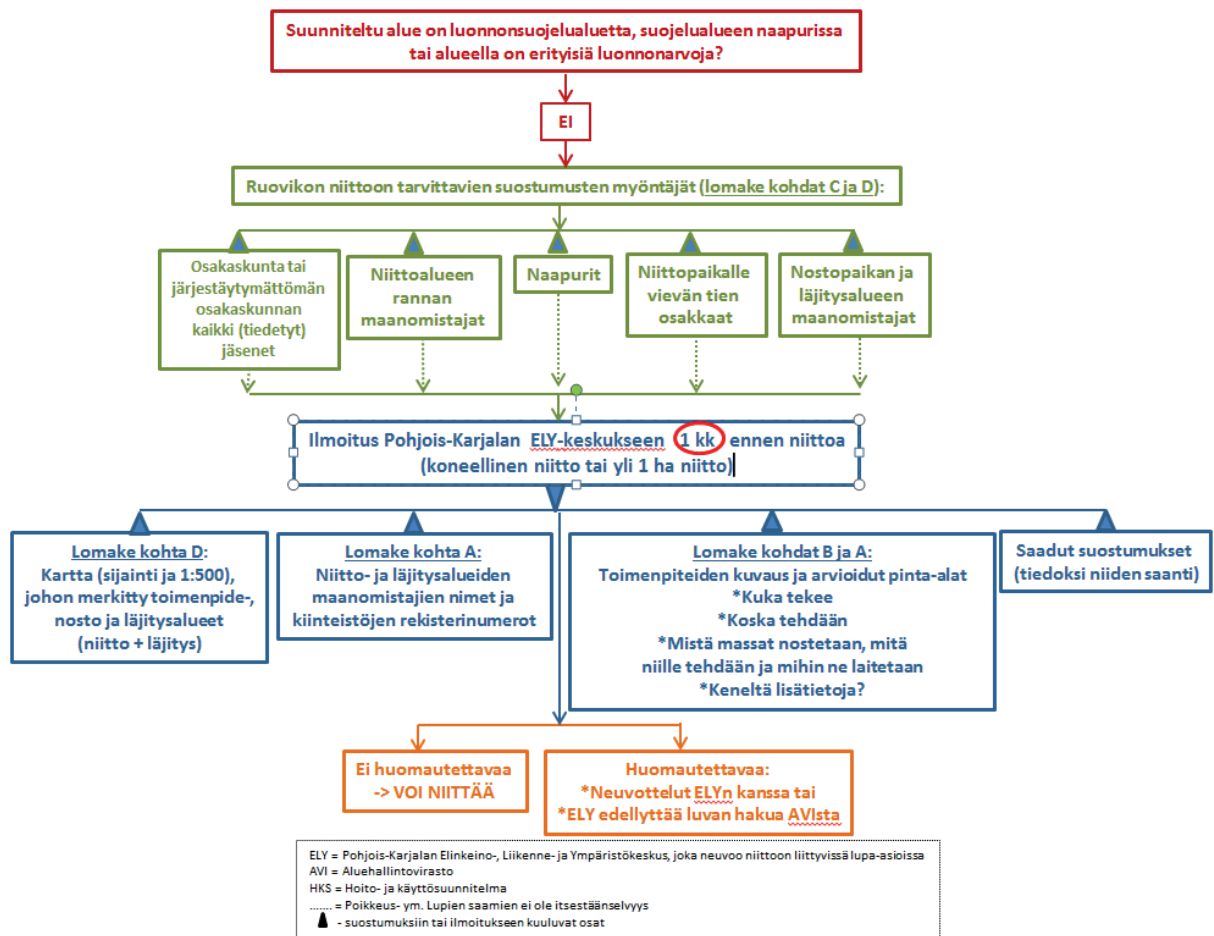 Suunniteltu alue on luonnonsuojelualuetta, suojelualueen naapurissa
tai alueella on erityisiä luonnonarvoja?
EI
Ruovikon niittoon tarvittavien suostumusten myöntäjät (lomake kohdat C ja D):
Osakaskunta tai
järjestäytymättömän
osakaskunnan
kaikki (tiedetyt)
jäsenet
Niittoalueen
rannan
maanomistajat
Naapurit
Niittopaikalle
vievän tien
osakkaat
Nostopaikan ja
läjitysalueen
maanomistajat
Ilmoitus Pohjois-Karjalan ELY-keskukseen 1 kk ennen niittoa
(koneellinen niitto tai yli 1 ha niitto)
Lomake kohta D:
Kartta (sijainti ja 1:500),
johon merkitty toimenpide-,
nosto ja läjitysalueet
(niitto + läjitys)
Lomake kohta A:
Niitto- ja läjitysalueiden
maanomistajien nimet ja
kiinteistöjen rekisterinumerot
Lomake kohdat B ja A:
Toimenpiteiden kuvaus ja arvioidut pinta-alat
*Kuka tekee
*Koska tehdään
*Mistä massat nostetaan, mitä
niille tehdään ja mihin ne laitetaan
*Keneltä lisätietoja?
Saadut suostumukset
(tiedoksi niiden saanti)
Ei huomautettavaa
-> VOI NIITTÄÄ
Huomautettavaa:
*Neuvottelut ELYn kanssa tai
*ELY edellyttää luvan hakua AVIsta
ELY = Pohjois-Karjalan Elinkeino-, Liikenne- ja Ympäristökeskus, joka neuvoo niittoon liittyvissä lupa-asioissa
AVI = Aluehallintovirasto
HKS = Hoito- ja käyttösuunnitelma
....... = Poikkeus- ym. Lupien saamien ei ole itsestäänselvyys
- suostumuksiin tai ilmoitukseen kuuluvat osat